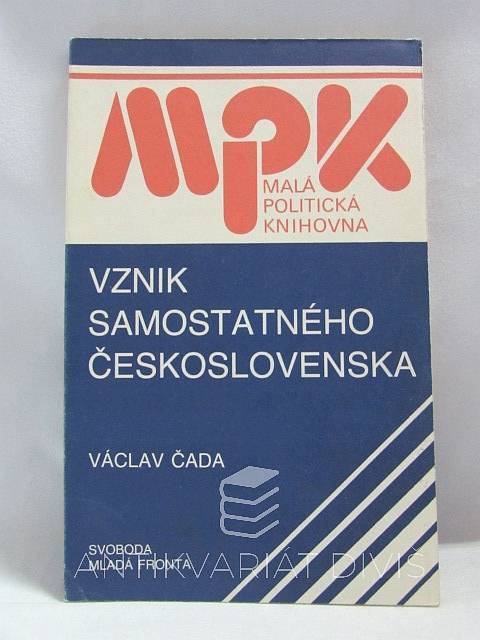 MPK
MALÁ
POLITICKÁ
KNIHOVNA
VZNIK
SAMOSTATNÉHO
ČESKOSLOVENSKA
VÁCLAV ČADA
SVOBODA
MLADÁ FRONTA
ANTIKVARIÁT DIVIŠ